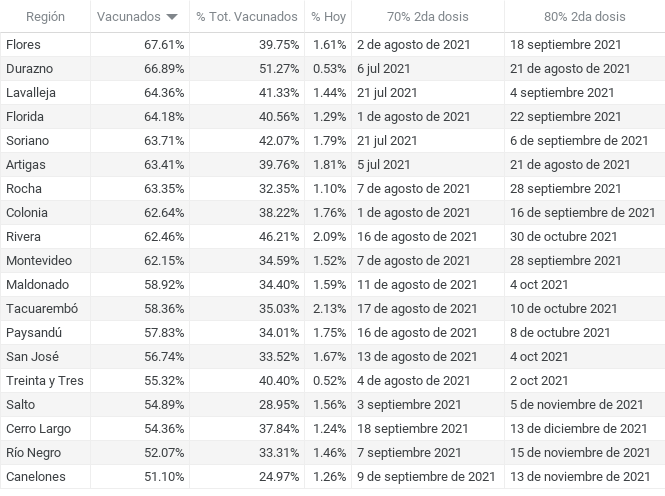 Región Vacunados % Tot. Vacunados % Hoy 70% 2da dosis 80% 2da dosis
Flores 67.61% 39.75% 1.61% 2 de agosto de 2021 18 septiembre 2021
Durazno 66.89% 51.27% 0.53% 6 jul 2021 21 de agosto de 2021
Lavalleja 64.36% 41.33% 1.44% 21 jul 2021 4 septiembre 2021
Florida 64.18% 40.56% 1.29% 1 de agosto de 2021 22 septiembre 2021
Soriano 63.71% 42.07% 1.79% 21 jul 2021 6 de septiembre de 2021
Artigas 63.41% 39.76% 1.81% 5 jul 2021 21 de agosto de 2021
Rocha 63.35% 32.35% 1.10% 7 de agosto de 2021 28 septiembre 2021
Colonia 62.64% 38.22% 1.76% 1 de agosto de 2021 16 de septiembre de 2021
Rivera 62.46% 46.21% 2.09% 16 de agosto de 2021 30 de octubre 2021
Montevideo 62.15% 34.59% 1.52% 7 de agosto de 2021 28 septiembre 2021
Maldonado 58.92% 34.40% 1.59% 11 de agosto de 2021 4 oct 2021
Tacuarembó 58.36% 35.03% 2.13% 17 de agosto de 2021 10 de octubre 2021
Paysandú 57.83% 34.01% 1.75% 16 de agosto de 2021 8 de octubre 2021
San José 56.74% 33.52% 1.67% 13 de agosto de 2021 4 oct 2021
Treinta y Tres 55.32% 40.40% 0.52% 4 de agosto de 2021 2 oct 2021
Salto 54.89% 28.95% 1.56% 3 septiembre 2021 5 de noviembre de 2021
Cerro Largo 54.36% 37.84% 1.24% 18 septiembre 2021 13 de diciembre de 2021
Río Negro 52.07% 33.31% 1.46% 7 septiembre 2021 15 de noviembre de 2021
Canelones 51.10% 24.97% 1.26% 9 de septiembre de 2021 13 de noviembre de 2021